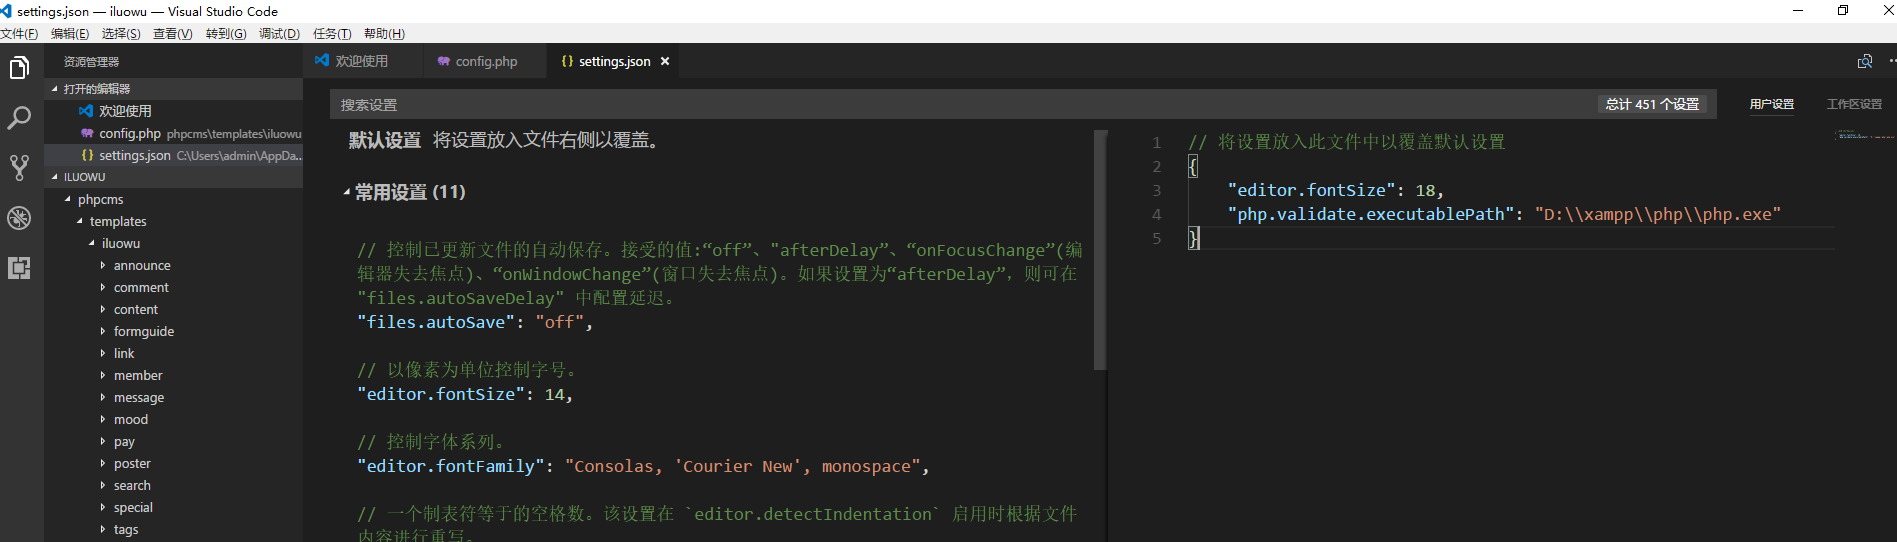 settings.json — iluowu — Visual Studio Code
文件(F) 编辑(E) 选择(S) 查看(V) 转到(G) 调试(D) 任务(T) 帮助(H)
资源管理器
打开的编辑器
欢迎使用
config.php phpcms\templates\iluowu
settings.json C:\Users\admin\AppDa...
ILUOWU
phpcms
templates
iluowu
announce
comment
content
formguide
link
member
message
mood
pay
poster
search
special
tags
欢迎使用 config.php settings.json
搜索设置 总计 451 个设置
默认设置 将设置放入文件右侧以覆盖。
常用设置 (11)
// 控制已更新文件的自动保存。接受的值:“off”、"afterDelay”、“onFocusChange”(编
辑器失去焦点)、“onWindowChange”(窗口失去焦点)。如果设置为“afterDelay”，则可在
"files.autoSaveDelay" 中配置延迟。
"files.autoSave": "off",
// 以像素为单位控制字号。
"editor.fontSize": 14,
// 控制字体系列。
"editor.fontFamily": "Consolas, 'Courier New', monospace",
// 一个制表符等于的空格数。该设置在 `editor.detectIndentation` 启用时根据文件
内容进行重写。
用户设置 工作区设置
1 // 将设置放入此文件中以覆盖默认设置
2 {
3 "editor.fontSize": 18,
4 "php.validate.executablePath": "D:\\xampp\\php\\php.exe"
5 }